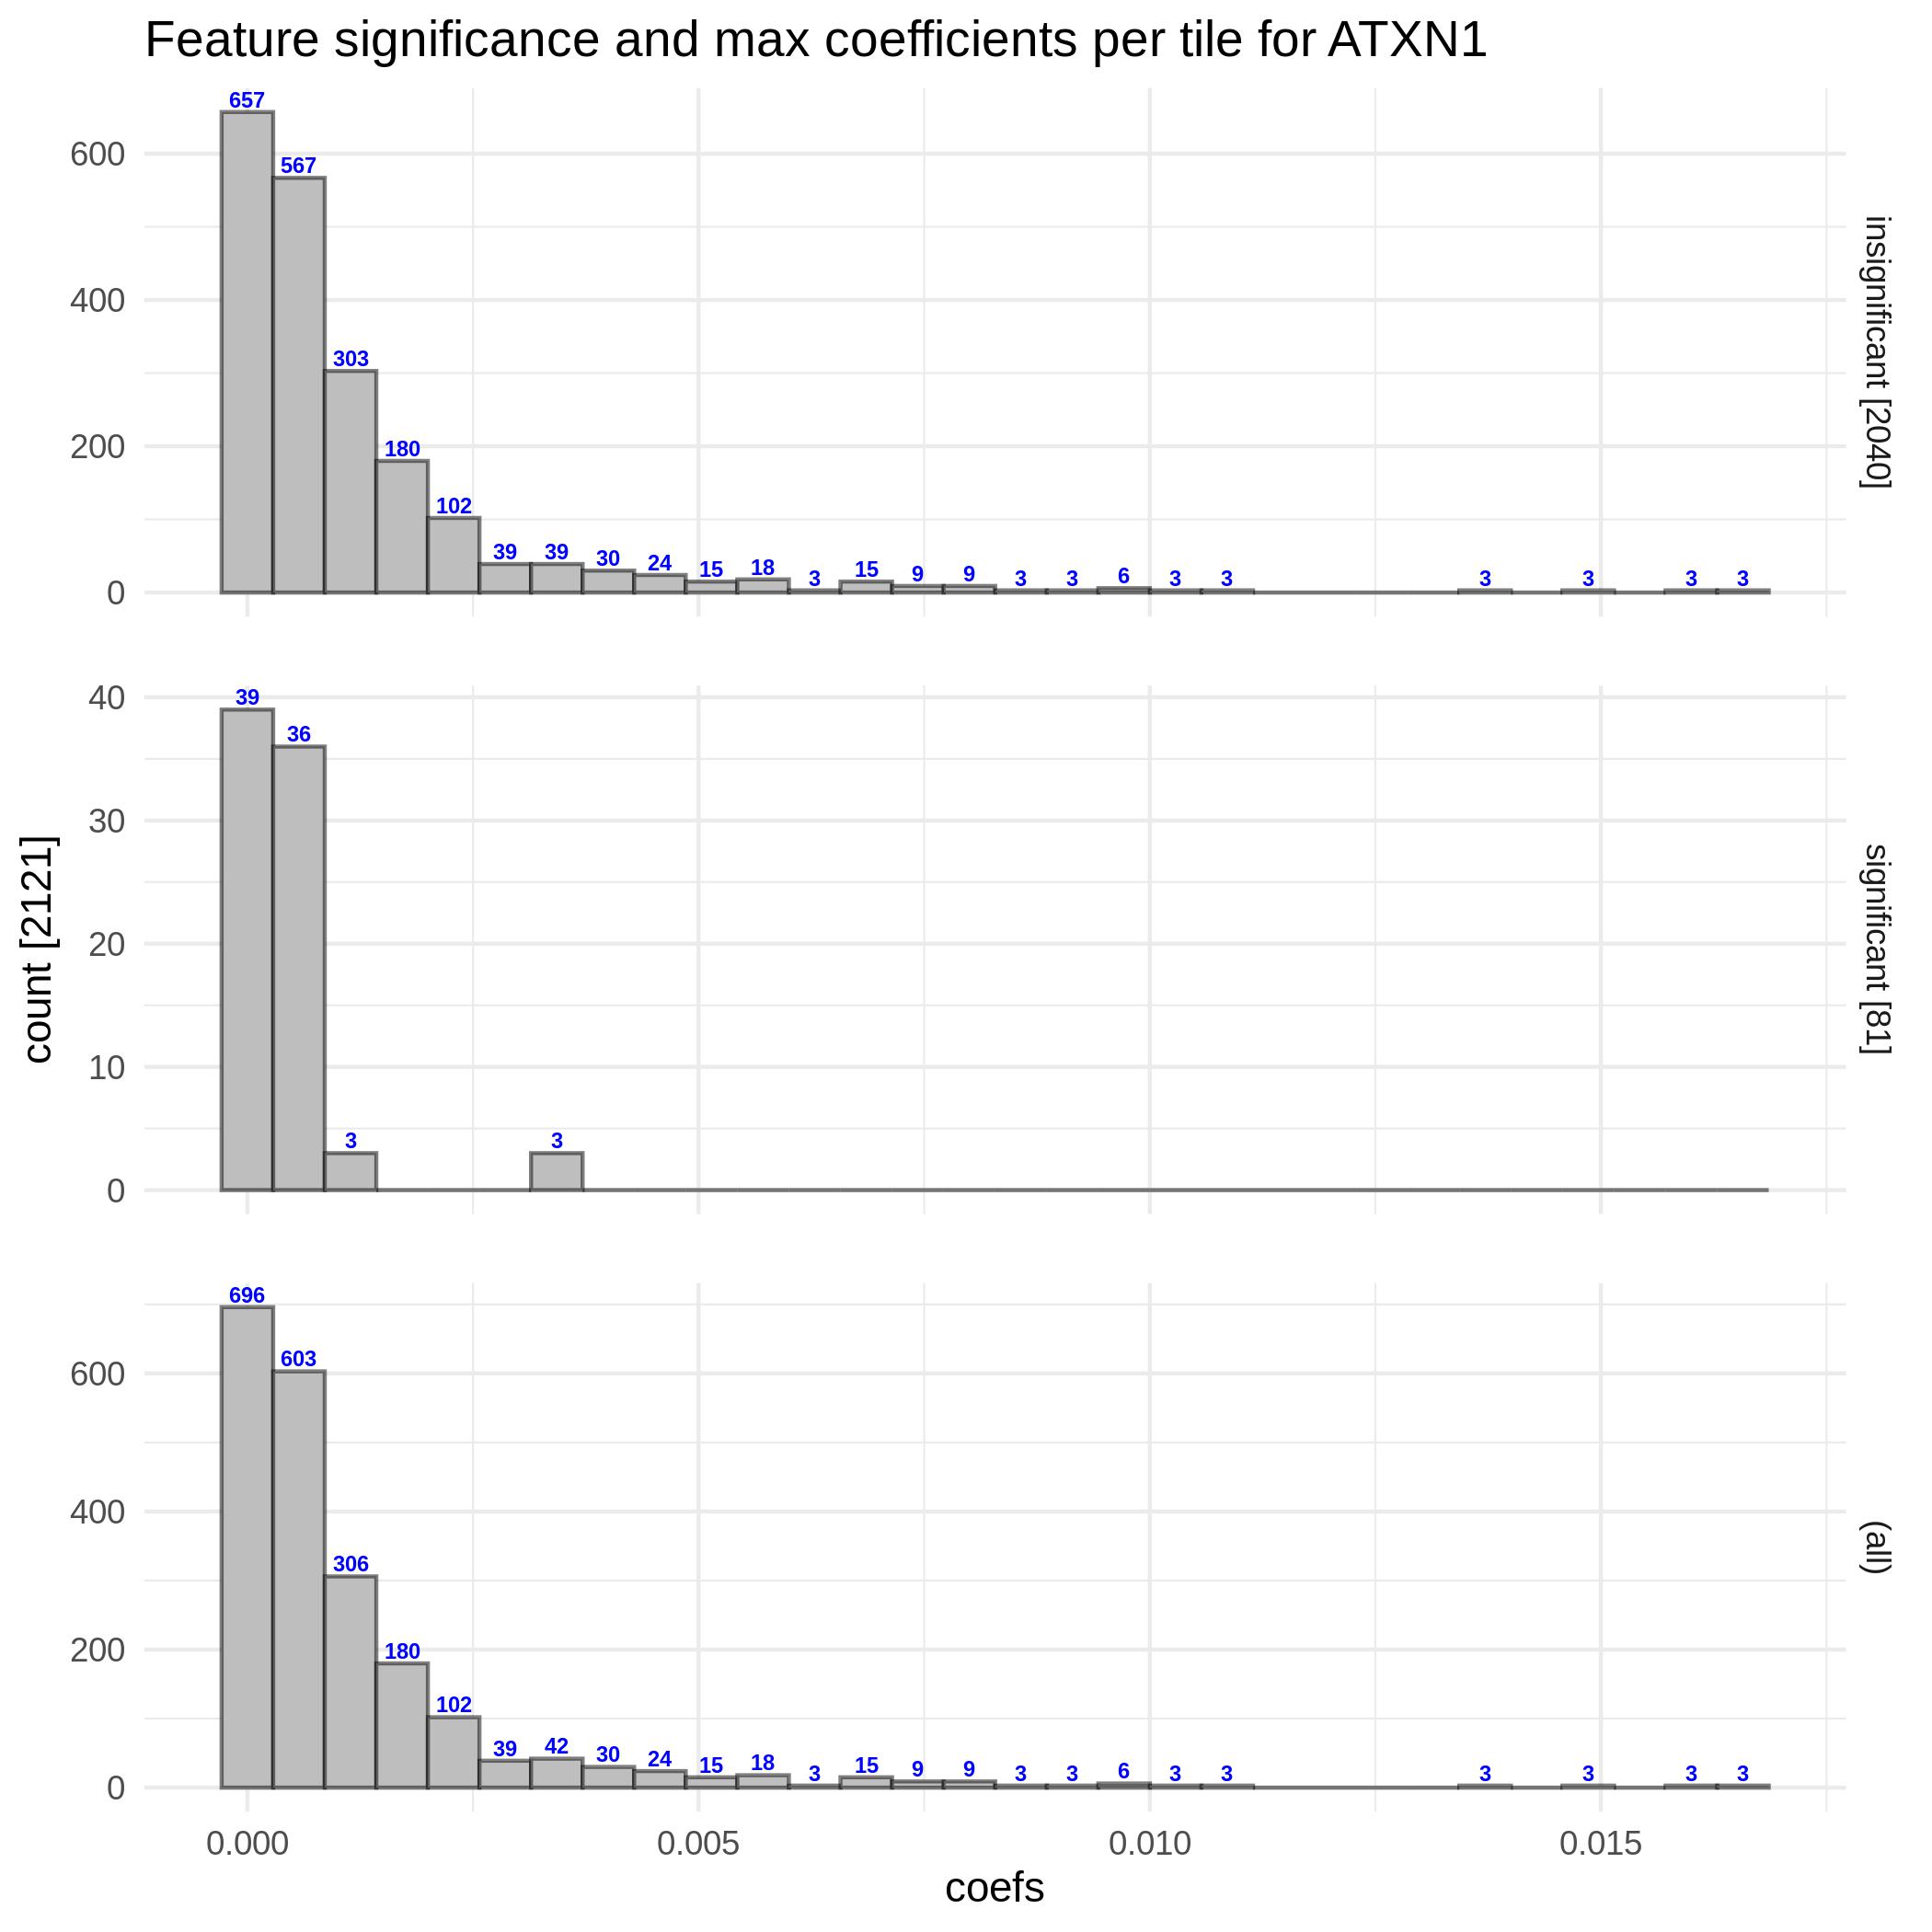 Feature significance and max coefficients per tile for ATXN1
657
567
303
180
102
39 39 30 24 15 18 3 15 9 9 3 3 6 3 3 3 3 3 3
600
400
200
0
insignificant [2040]
39
36
3 3
40
30
20
10
0
significant [81]
count [2121]
696
603
306
180
102
39 42 30 24 15 18 3 15 9 9 3 3 6 3 3 3 3 3 3
600
400
200
0
(all)
0.000 0.005 0.010 0.015
coefs